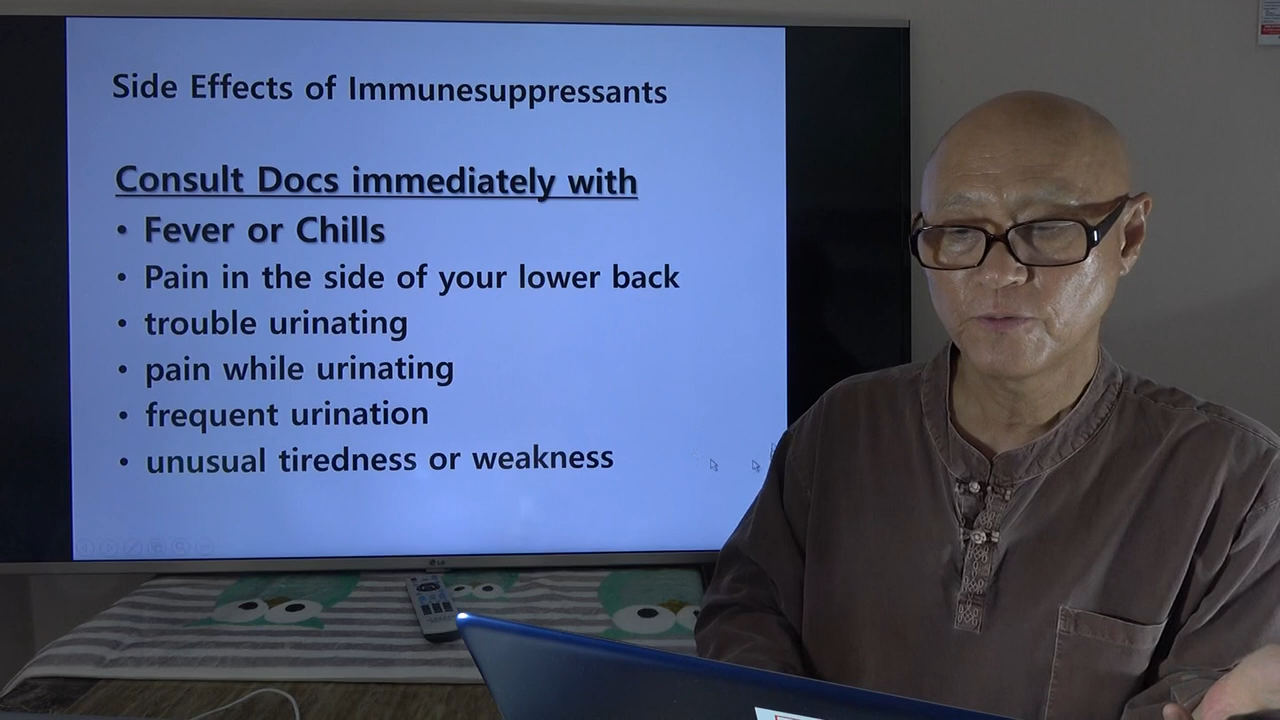 Side Effects of Immunesuppressants
Consult Docs immediately with
• Fever or Chills
• Pain in the side of your lower back
• trouble urinating
• pain while urinating
• frequent urination
• unusual tiredness or weakness
LG